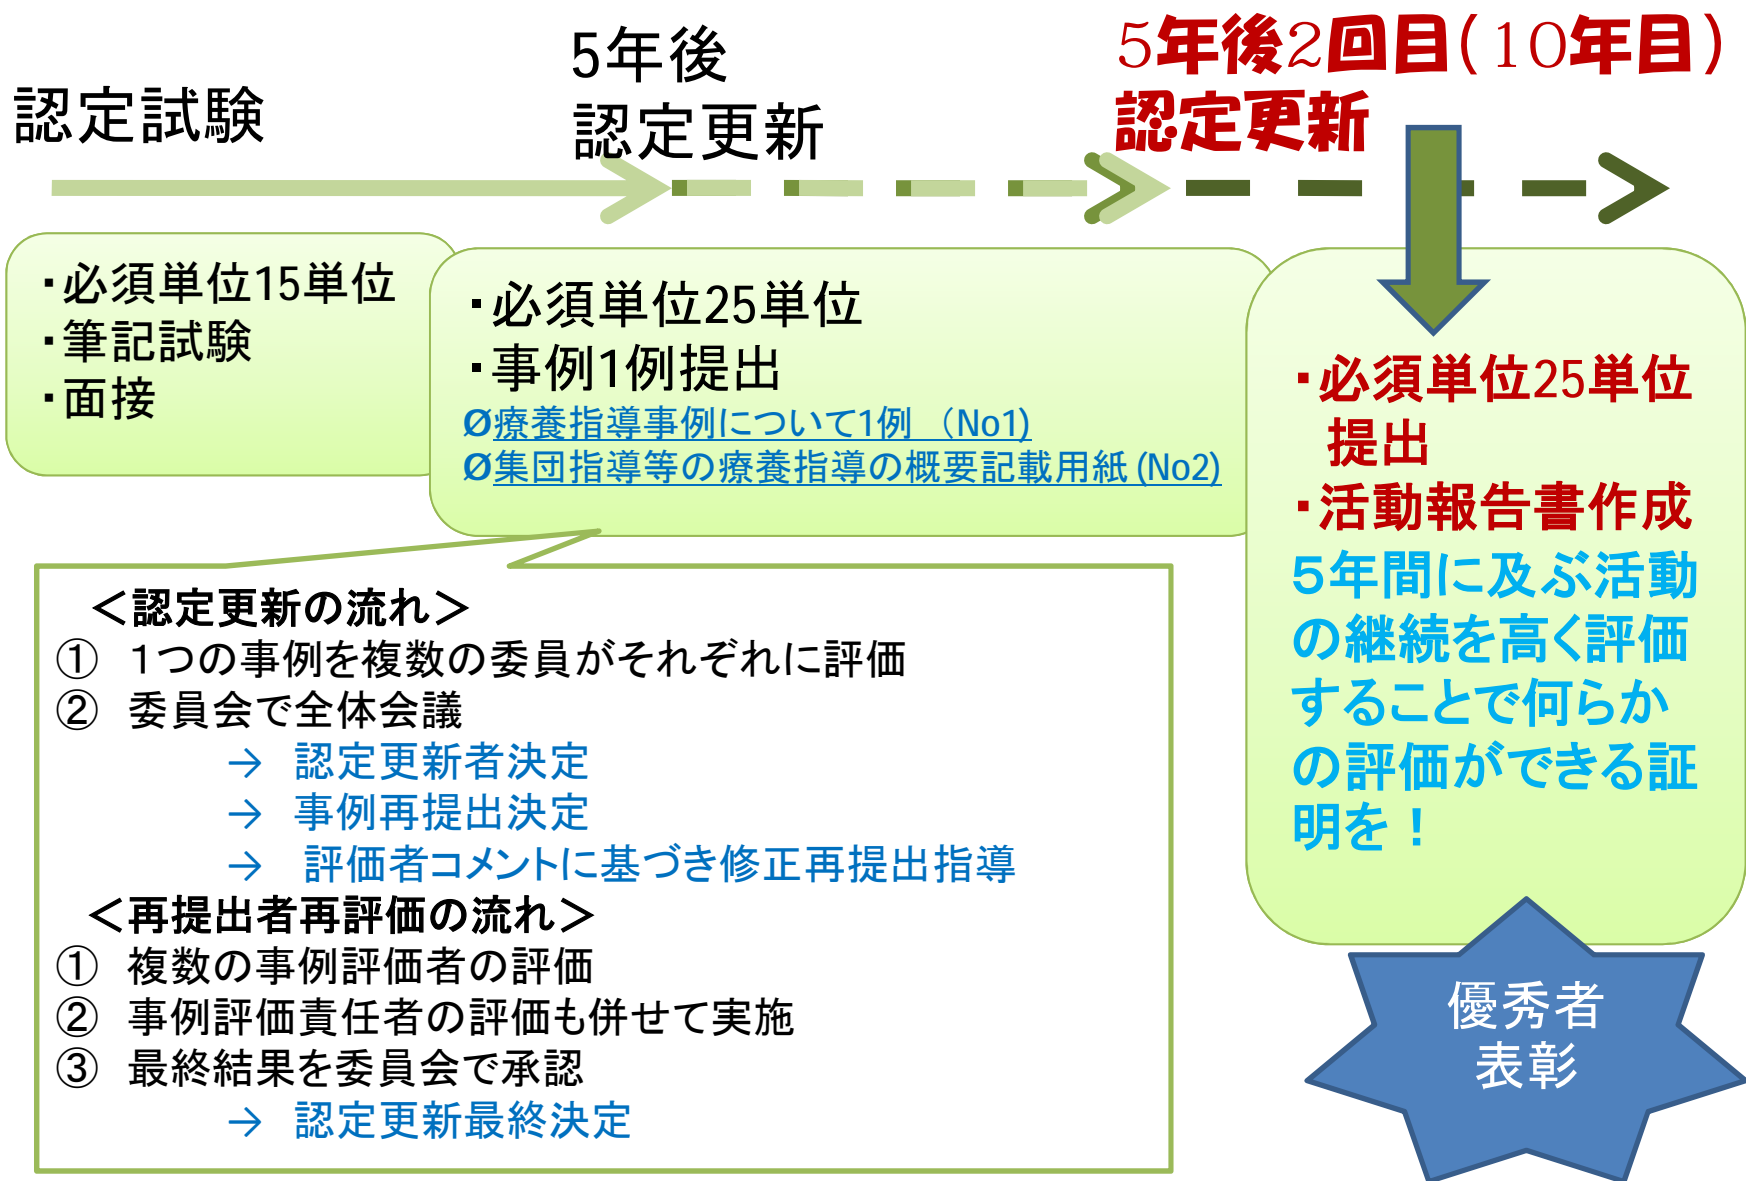 認定試験
5年後
認定更新
5年後2回目(10年目)
認定更新
・必須単位15単位
・筆記試験
・面接
・必須単位25単位
・事例1例提出
Ø療養指導事例について1例 (No1)
Ø集団指導等の療養指導の概要記載用紙 (No2)
・必須単位25単位
提出
・活動報告書作成
5年間に及ぶ活動
の継続を高く評価
することで何らか
の評価ができる証
明を！
優秀者
表彰
＜認定更新の流れ＞
① 1つの事例を複数の委員がそれぞれに評価
② 委員会で全体会議
→ 認定更新者決定
→ 事例再提出決定
→ 評価者コメントに基づき修正再提出指導
＜再提出者再評価の流れ＞
① 複数の事例評価者の評価
② 事例評価責任者の評価も併せて実施
③ 最終結果を委員会で承認
→ 認定更新最終決定